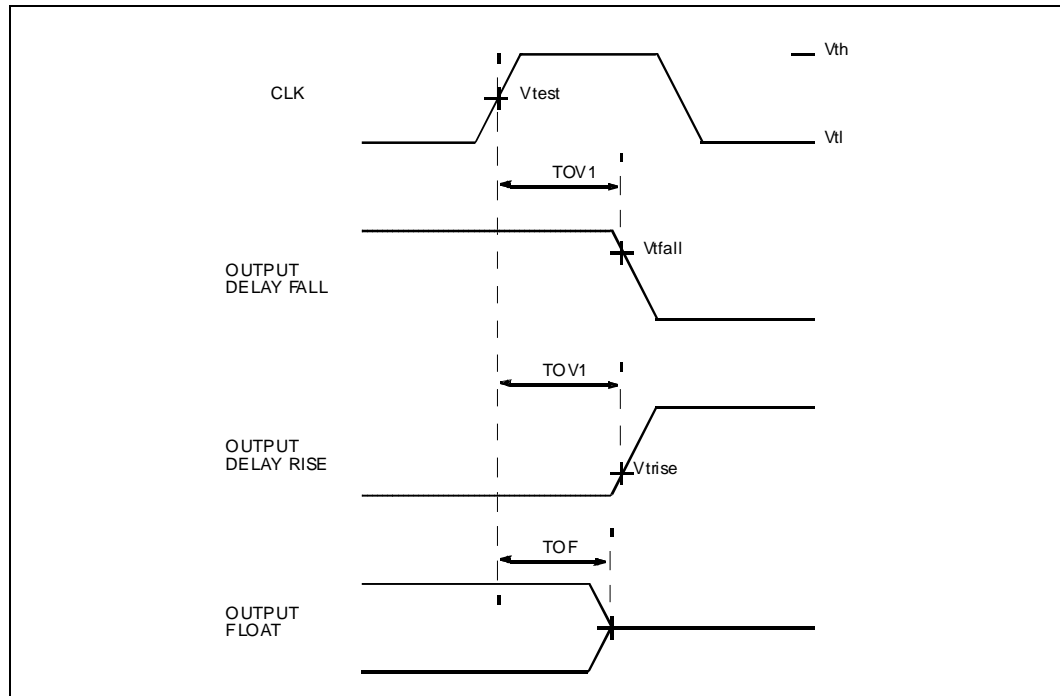 Vth
CLK
Vtest
Vtl
TOV1
Vtfall
OUTPUT
DELAY FALL
TOV1
OUTPUT
DELAY RISE
Vtrise
TOF
OUTPUT
FLOAT